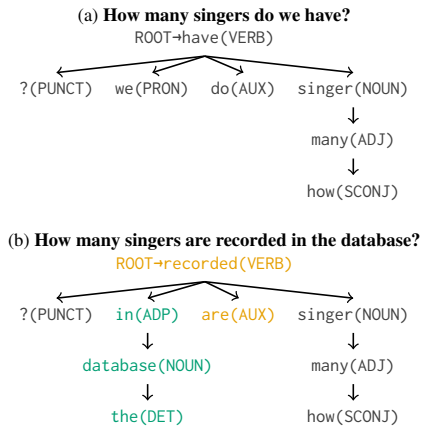 (a) How many singers do we have?
ROOT→have(VERB)
?(PUNCT) we(PRON) do(AUX) singer(NOUN)
many(ADJ)
how(SCONJ)
(b) How many singers are recorded in the database?
ROOT→recorded(VERB)
?(PUNCT) in(ADP) are(AUX) singer(NOUN)
database(NOUN) many(ADJ)
the(DET) how(SCONJ)